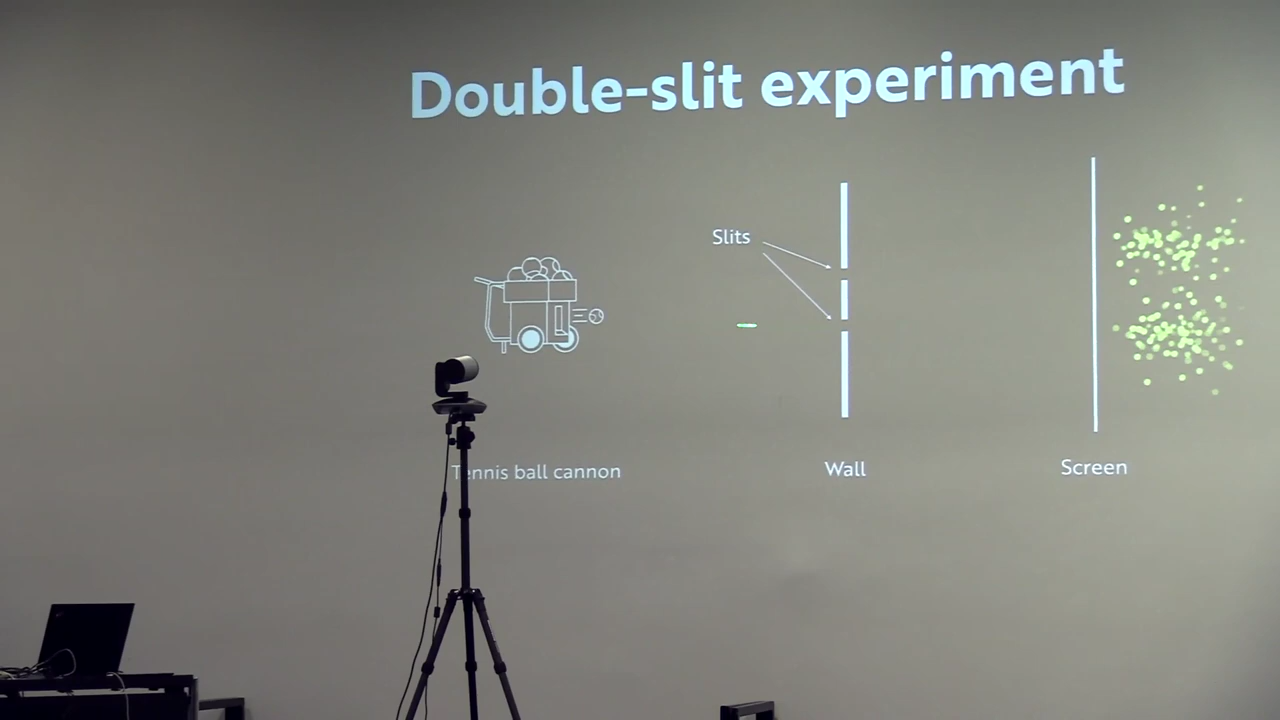 Double-slit experiment
Slits
Tennis ball cannon
Wall
Screen